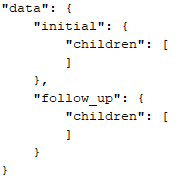 "data": {
    "initial": {
        "children": [
        ]
    },
    "follow_up": {
        "children": [
        ]
    }
}